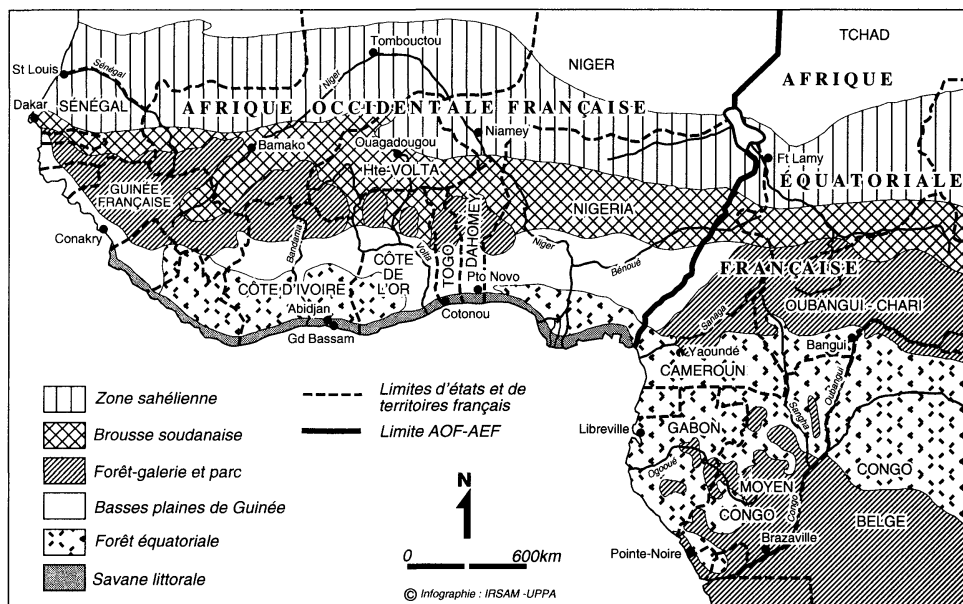 TCHAD
NIGER
AFRIQUE
Tombouctou
St Louis
Sénégal
Niger
Dakar
SÉNÉGAL
AFRIQUE OCCIDENTALE FRANÇAISE
Niamey
Bamako
Ouagadougou
Hte-VOLTA
Ft Lamy
ÉQUATORIALE
GUINÉE
FRANÇAISE
NIGERIA
Conakry
Bandama
Volta
TOGO
DAHOMEY
Niger
Bénoué
FRANÇAISE
CÔTE
DE
L'OR
CÔTE D'IVOIRE
Pto Novo
OUBANGUI - CHARI
Abidjan
Cotonou
Gd Bassam
Sanaga
Yaoundé
Bangui
CAMEROUN
Oubangui
Sangha
Libreville
GABON
CONGO
Ogooué
MOYEN
CONGO
Congo
BELGE
Pointe-Noire
Brazaville
Zone sahélienne
Brousse soudanaise
Forêt-galerie et parc
Basses plaines de Guinée
Forêt équatoriale
Savane littorale
Limites d'états et de
territoires français
Limite AOF-AEF
N
0 600km
© Infographie : IRSAM -UPPA